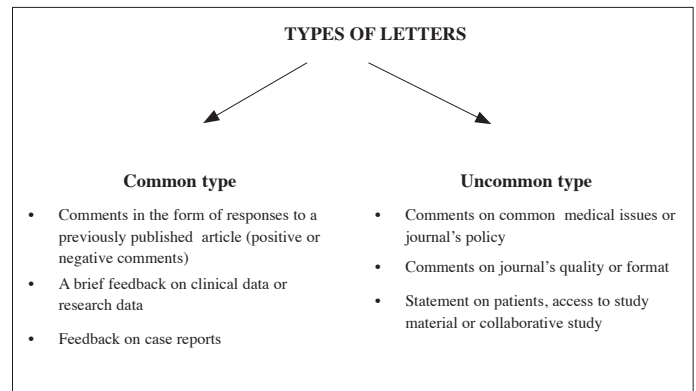 TYPES OF LETTERS
Common type
• Comments in the form of responses to a
previously published article (positive or
negative comments)
• A brief feedback on clinical data or
research data
• Feedback on case reports
Uncommon type
• Comments on common medical issues or
journal's policy
• Comments on journal's quality or format
• Statement on patients, access to study
material or collaborative study